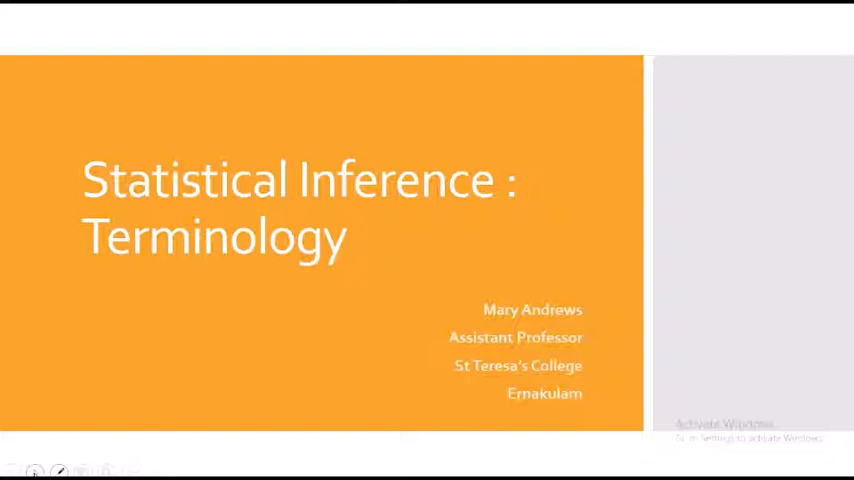 Statistical Inference :
Terminology
Mary Andrews
Assistant Professor
St Teresa's College
Ernakulam
Activate Windows
Go to Settings to activate Windows.